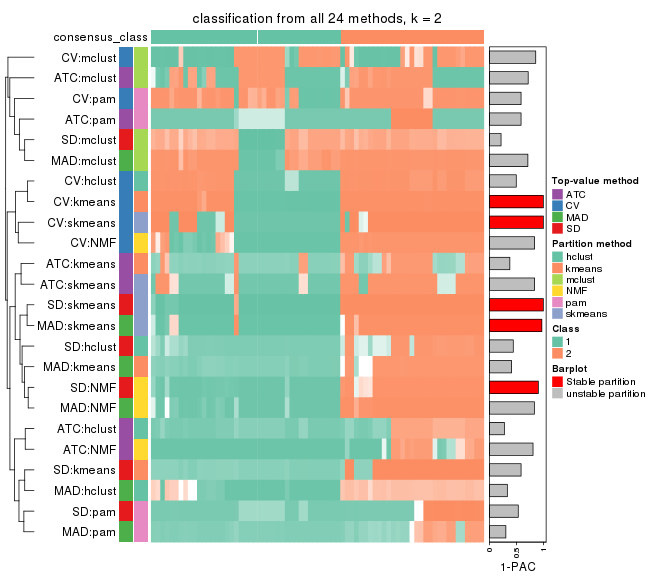 classification from all 24 methods, k = 2
consensus_class
CV:mclust
ATC:mclust
CV:pam
ATC:pam
SD:mclust
MAD:mclust
CV:hclust
CV:kmeans
CV:skmeans
CV:NMF
ATC:kmeans
ATC:skmeans
SD:skmeans
MAD:skmeans
SD:hclust
MAD:kmeans
SD:NMF
MAD:NMF
ATC:hclust
ATC:NMF
SD:kmeans
MAD:hclust
SD:pam
MAD:pam
0
0.5
1
1-PAC
Top-value method
ATC
CV
MAD
SD
Partition method
hclust
kmeans
mclust
NMF
pam
skmeans
Class
1
2
Barplot
Stable partition
unstable partition